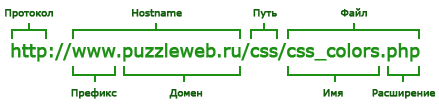 Протокол Hostname Путь Файл
http://www.puzzleweb.ru/css/css_colors.php
Префикс Домен Имя Расширение